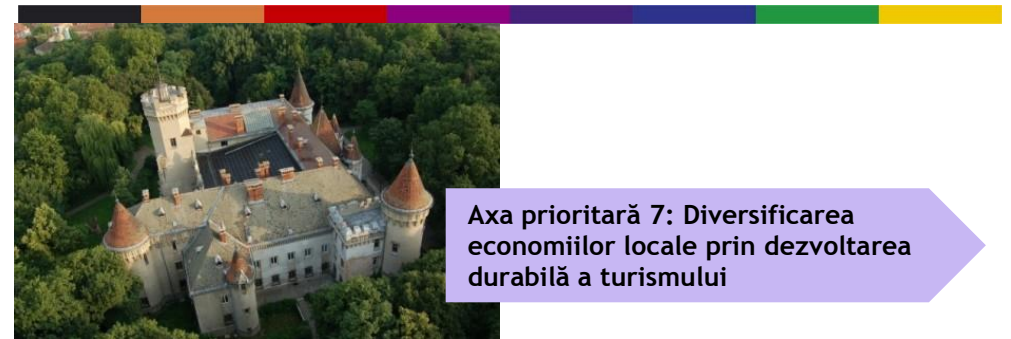 Axa prioritară 7: Diversificarea
economiilor locale prin dezvoltarea
durabilă a turismului